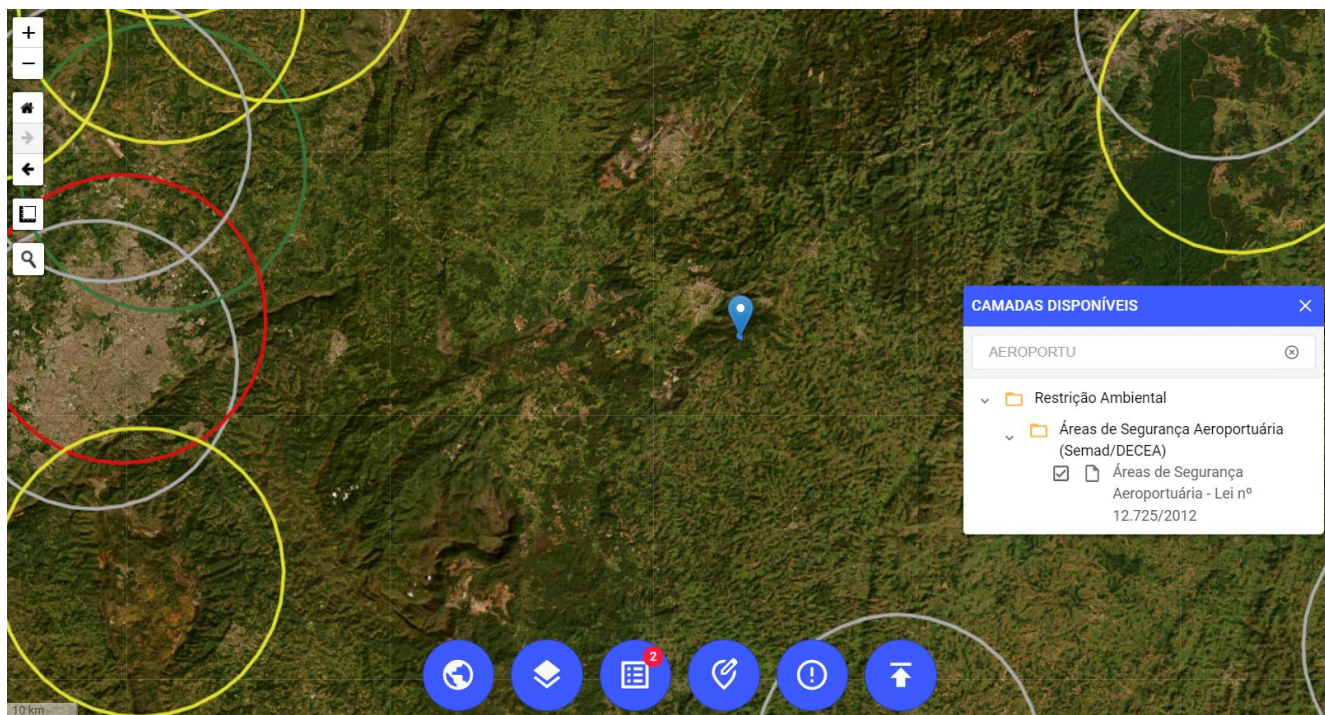 +
−
CAMADAS DISPONÍVEIS
AEROPORTU
Restrição Ambiental
Áreas de Segurança Aeroportuária
(Semad/DECEA)
Áreas de Segurança
Aeroportuária - Lei nº
12.725/2012
2
10 km